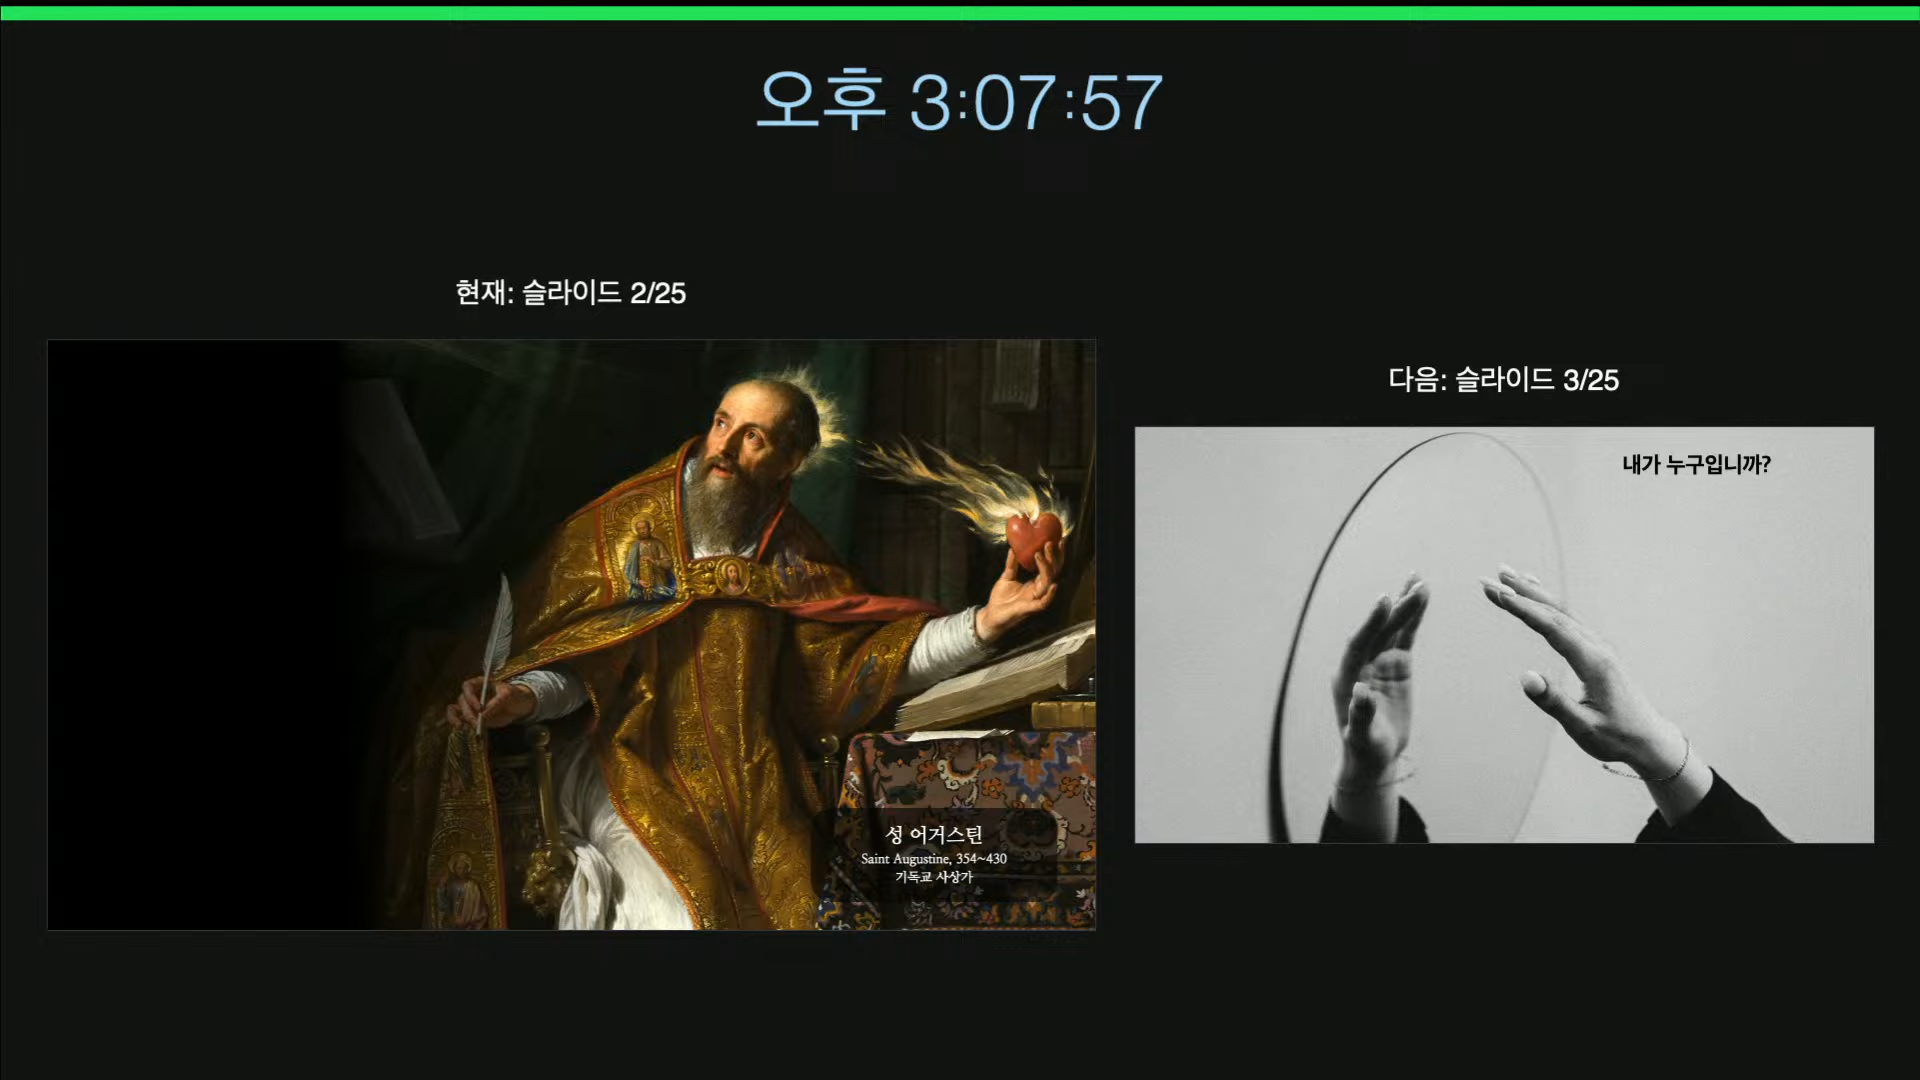 오후 3:07:57
현재: 슬라이드 2/25
다음: 슬라이드 3/25
내가 누구입니까?
성 어거스틴
Saint Augustine, 354~430
기독교 사상가